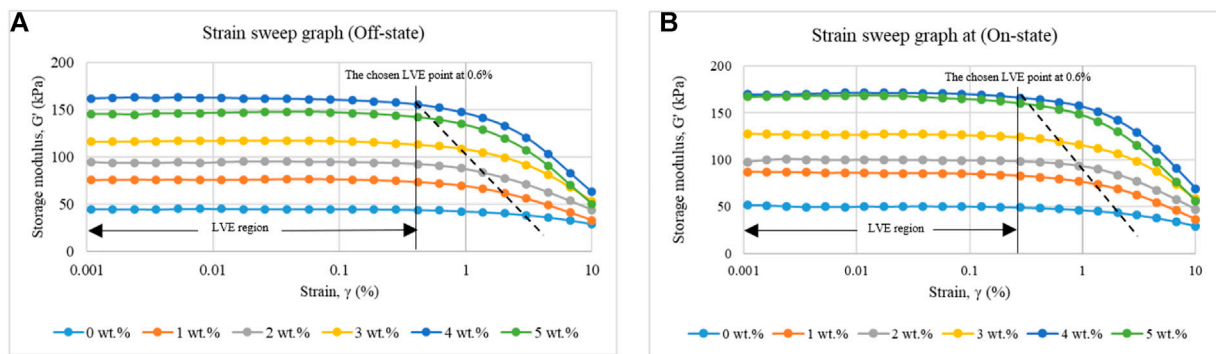 A
Strain sweep graph (Off-state)
Storage modulus, G' (kPa)
200
150
100
50
0
The chosen LVE point at 0.6%
LVE region
0.001
0.01
0.1
1
10
Strain, γ (%)
0 wt.%
1 wt.%
2 wt.%
3 wt.%
4 wt.%
5 wt.%
B
Strain sweep graph at (On-state)
Storage modulus, G' (kPa)
200
150
100
50
0
The chosen LVE point at 0.6%
LVE region
0.001
0.01
0.1
1
10
Strain, γ (%)
0 wt.%
1 wt.%
2 wt.%
3 wt.%
4 wt.%
5 wt.%